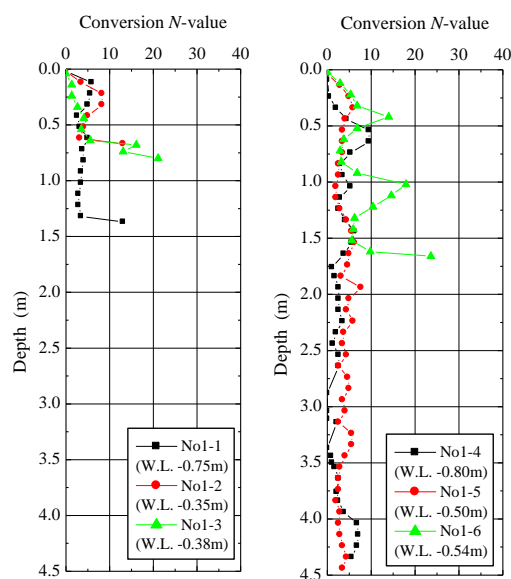 Conversion N-value
0 10 20 30 40
0.0
0.5
1.0
1.5
2.0
2.5
3.0
3.5
4.0
4.5
Depth (m)
No1-1
(W.L. -0.75m)
No1-2
(W.L. -0.35m)
No1-3
(W.L. -0.38m)
Conversion N-value
0 10 20 30 40
0.0
0.5
1.0
1.5
2.0
2.5
3.0
3.5
4.0
4.5
Depth (m)
No1-4
(W.L. -0.80m)
No1-5
(W.L. -0.50m)
No1-6
(W.L. -0.54m)